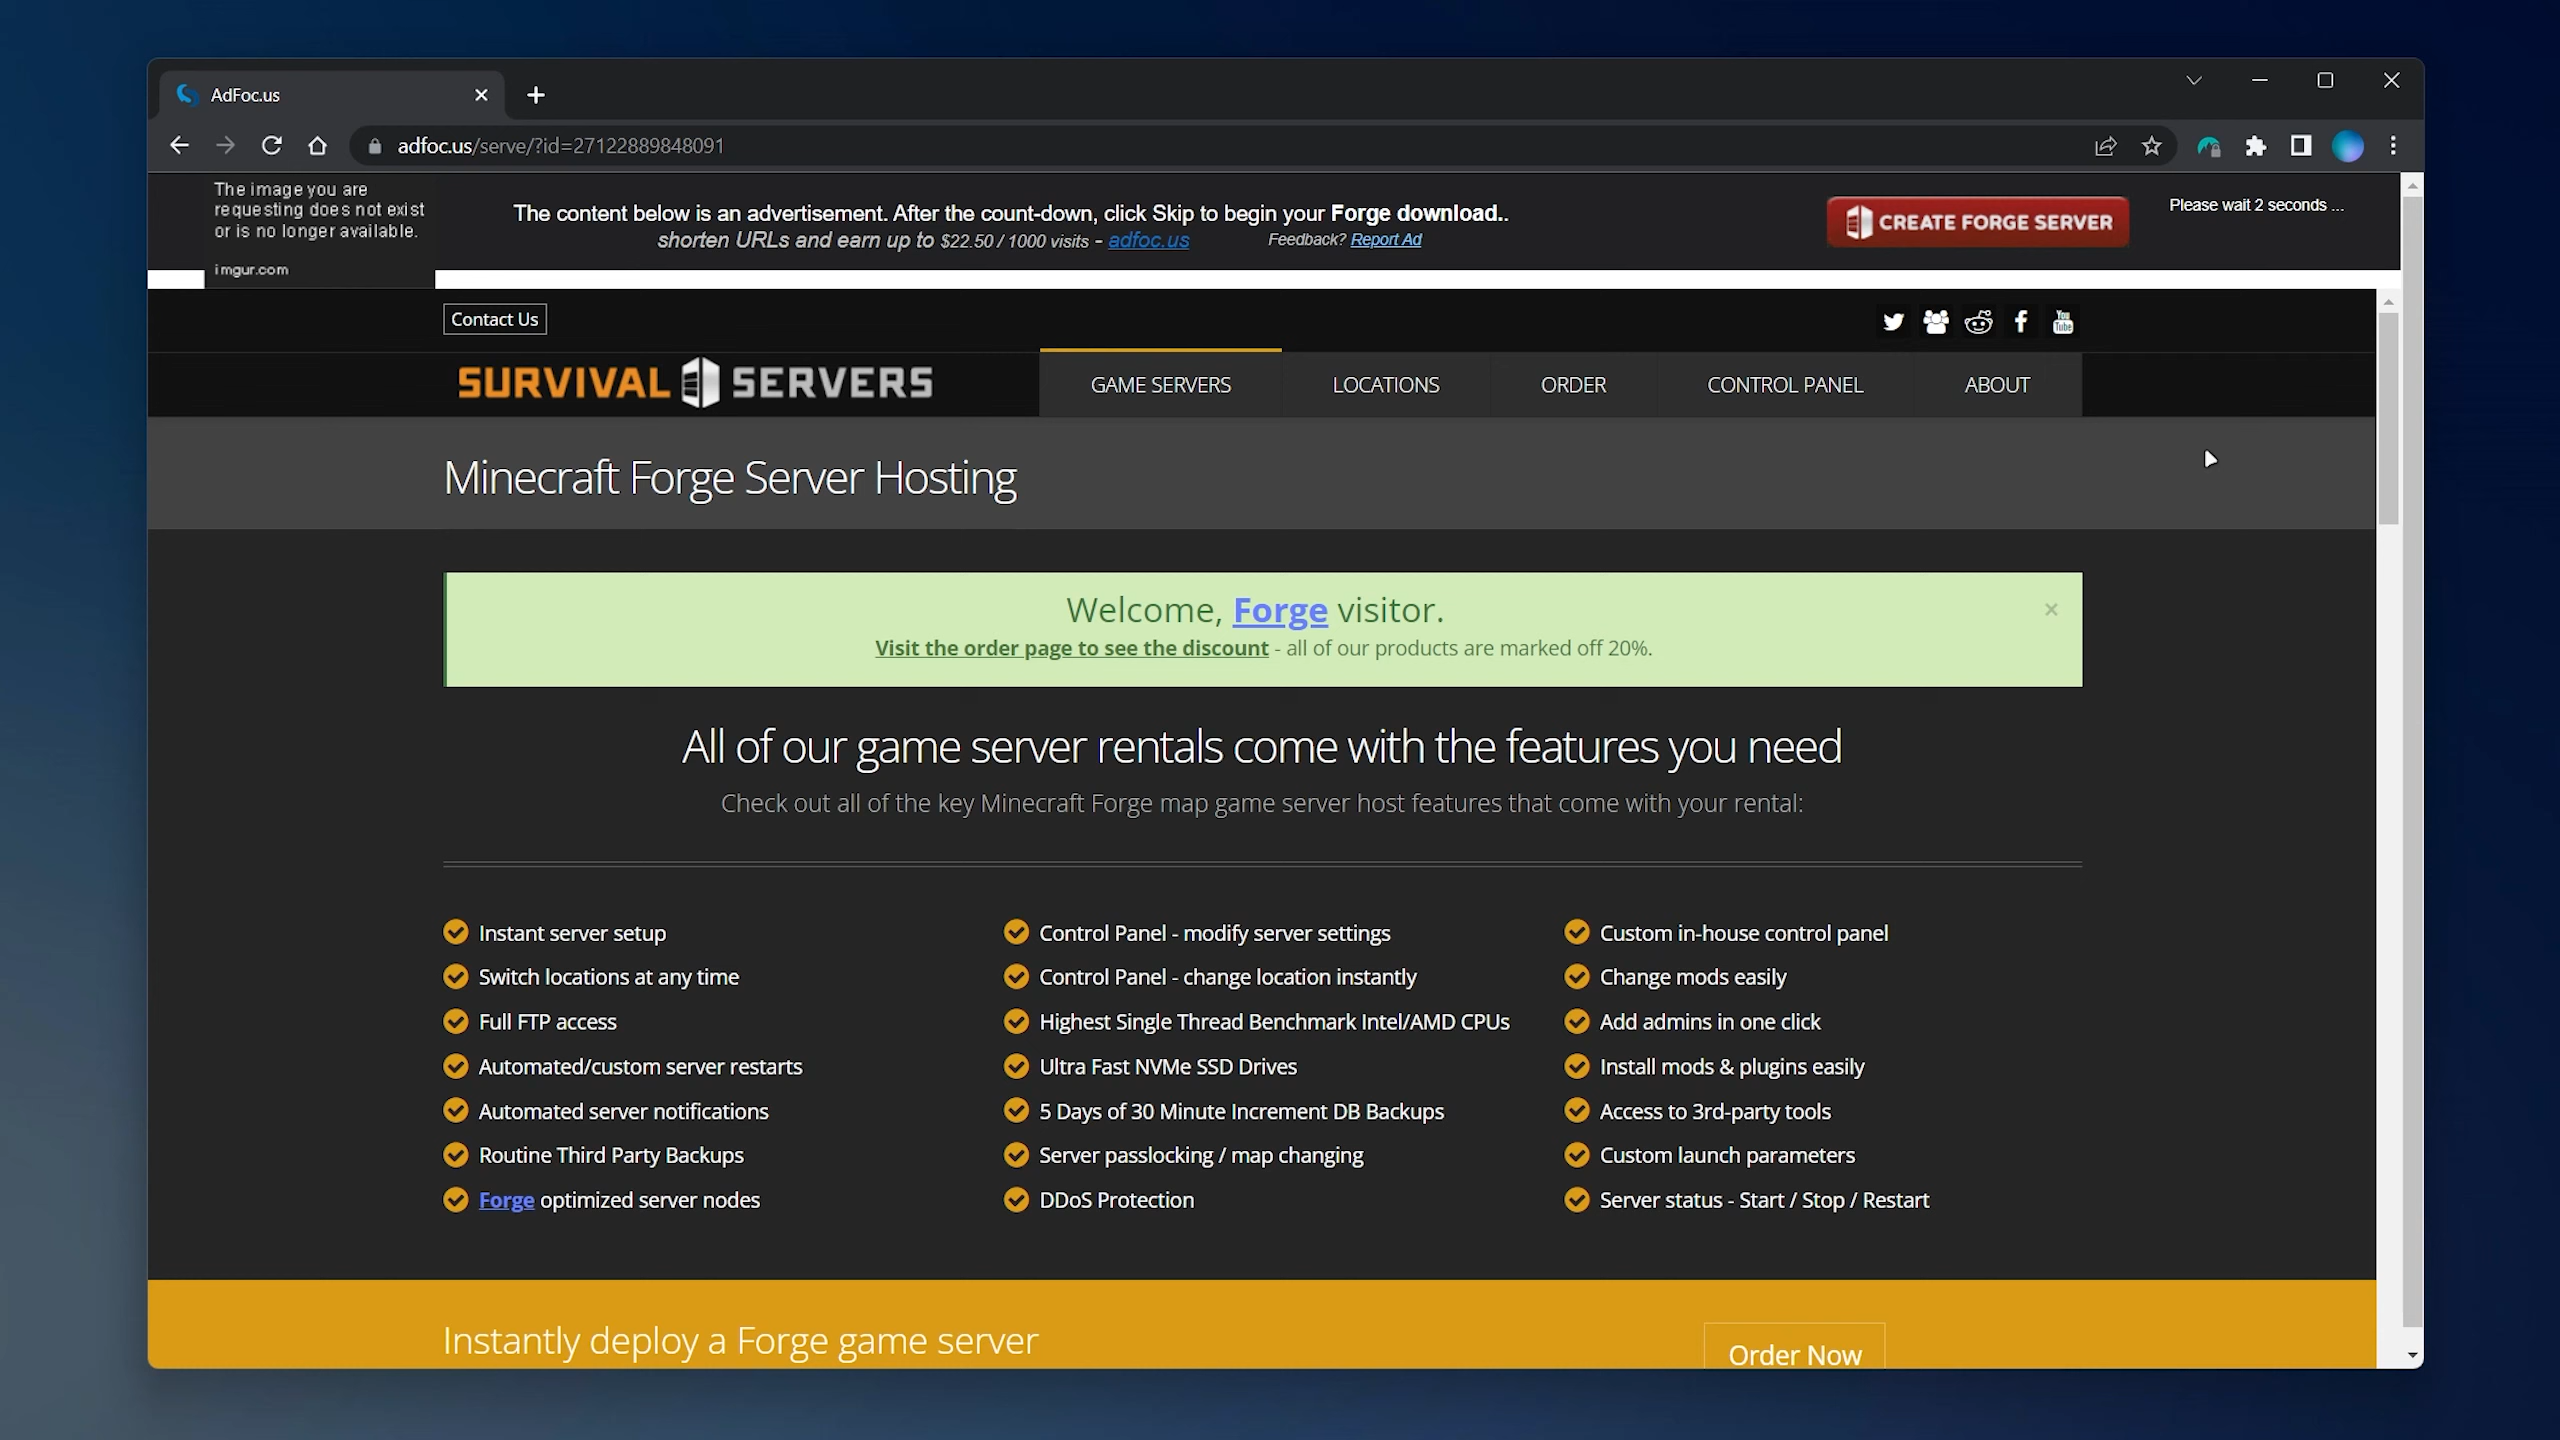 AdFoc.us
adfoc.us/serve/?id=27122889848091
The image you are
requesting does not exist
or is no longer available.
imgur.com
The content below is an advertisement. After the count-down, click Skip to begin your Forge download..
shorten URLs and earn up to $22.50 / 1000 visits - adfoc.us
Feedback? Report Ad
CREATE FORGE SERVER
Please wait 2 seconds ...
Contact Us
You
Tube
SURVIVAL SERVERS
GAME SERVERS
LOCATIONS
ORDER
CONTROL PANEL
ABOUT
Minecraft Forge Server Hosting
Welcome, Forge visitor.
×
Visit the order page to see the discount - all of our products are marked off 20%.
All of our game server rentals come with the features you need
Check out all of the key Minecraft Forge map game server host features that come with your rental:
Instant server setup
Switch locations at any time
Full FTP access
Automated/custom server restarts
Automated server notifications
Routine Third Party Backups
Forge optimized server nodes
Control Panel - modify server settings
Control Panel - change location instantly
Highest Single Thread Benchmark Intel/AMD CPUs
Ultra Fast NVMe SSD Drives
5 Days of 30 Minute Increment DB Backups
Server passlocking / map changing
DDoS Protection
Custom in-house control panel
Change mods easily
Add admins in one click
Install mods & plugins easily
Access to 3rd-party tools
Custom launch parameters
Server status - Start / Stop / Restart
Instantly deploy a Forge game server
Order Now